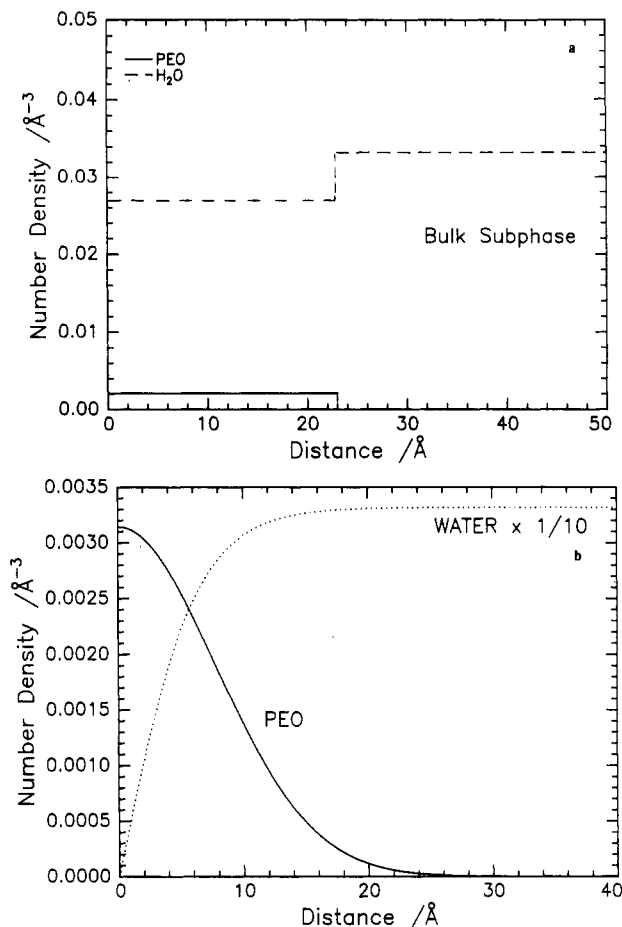 0.05
a
PEO
H₂O
0.04
0.03
Bulk Subphase
0.02
0.01
0.00
0 10 20 30 40 50
Number Density /Å⁻³
Distance /Å
0.0035
WATER x 1/10
0.0030
b
0.0025
0.0020
0.0015
PEO
0.0010
0.0005
0.0000
0 10 20 30 40
Number Density /Å⁻³
Distance /Å